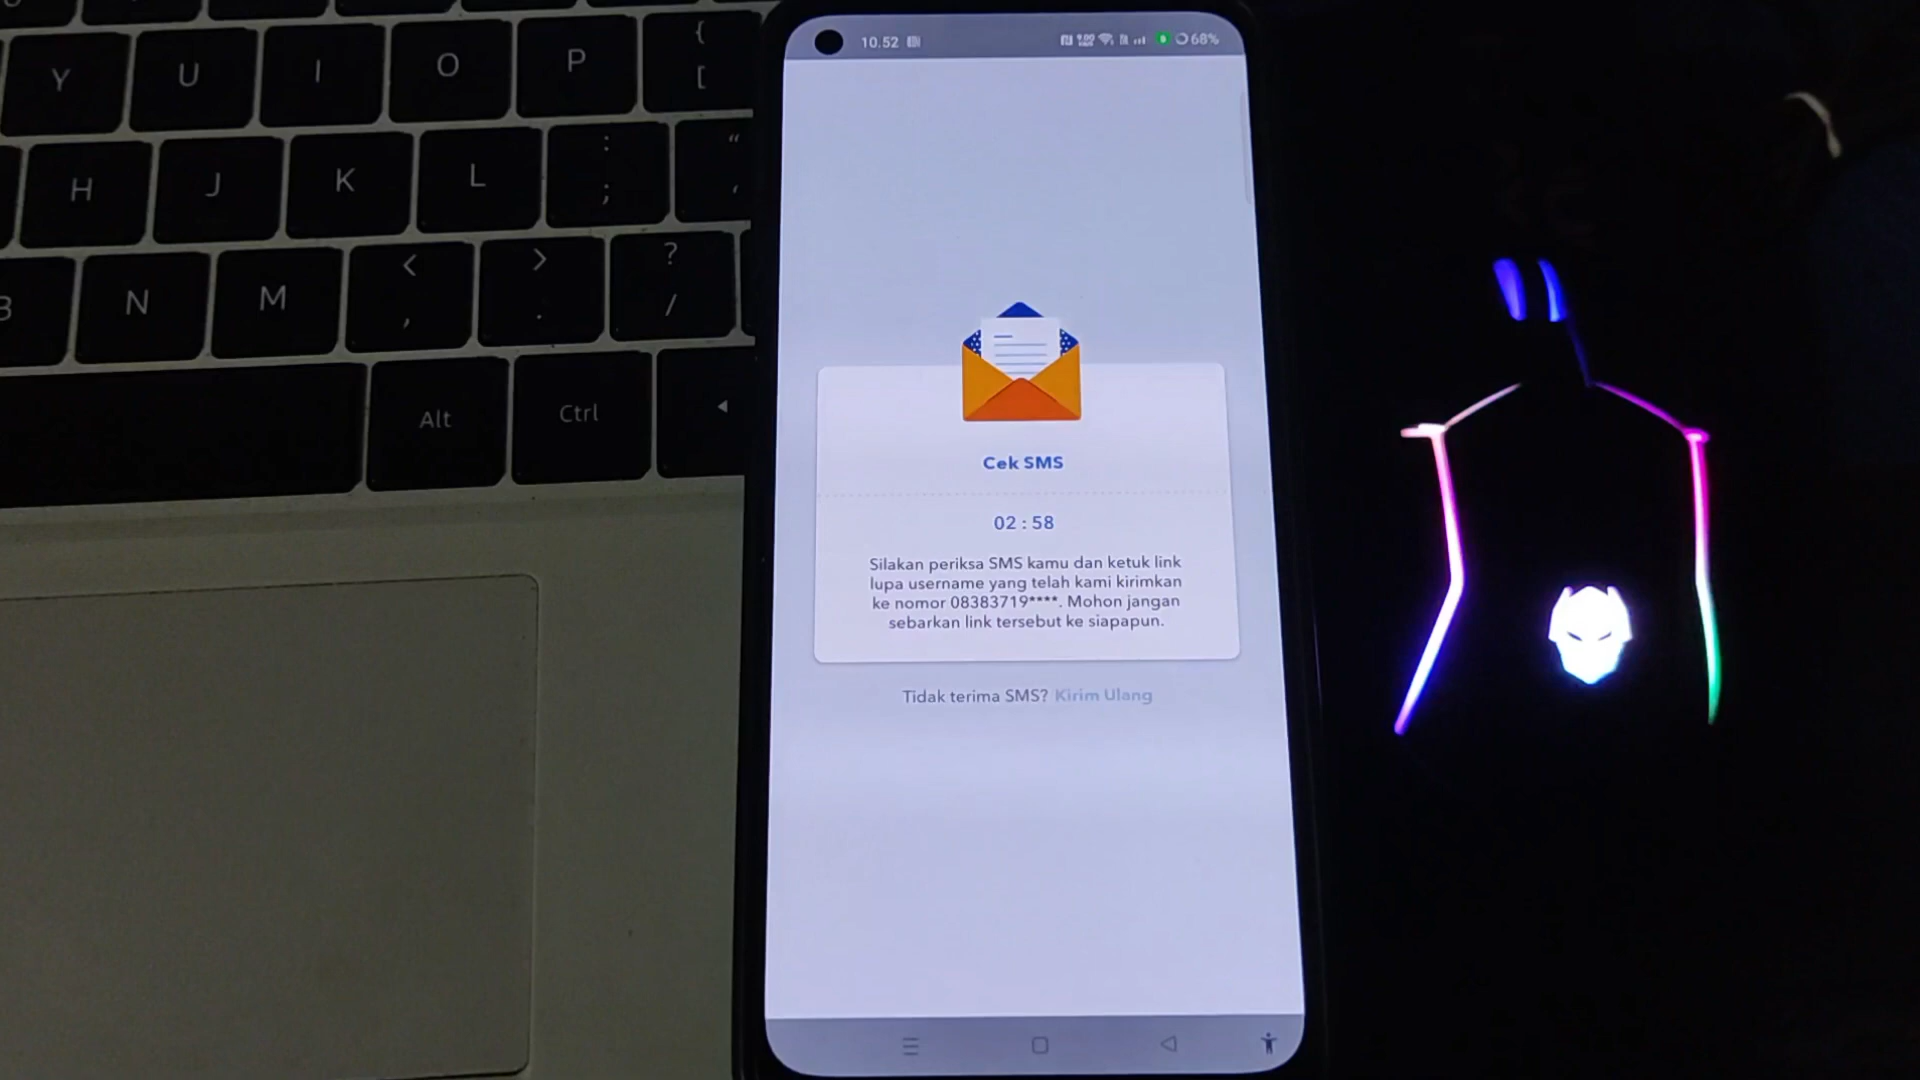 Y U I O P { [
H J K L : ; “ ‘
B N M < , > . ? /
Alt Ctrl
10.52
68%
Cek SMS
02 : 58
Silakan periksa SMS kamu dan ketuk link
lupa username yang telah kami kirimkan
ke nomor 08383719****. Mohon jangan
sebarkan link tersebut ke siapapun.
Tidak terima SMS? Kirim Ulang